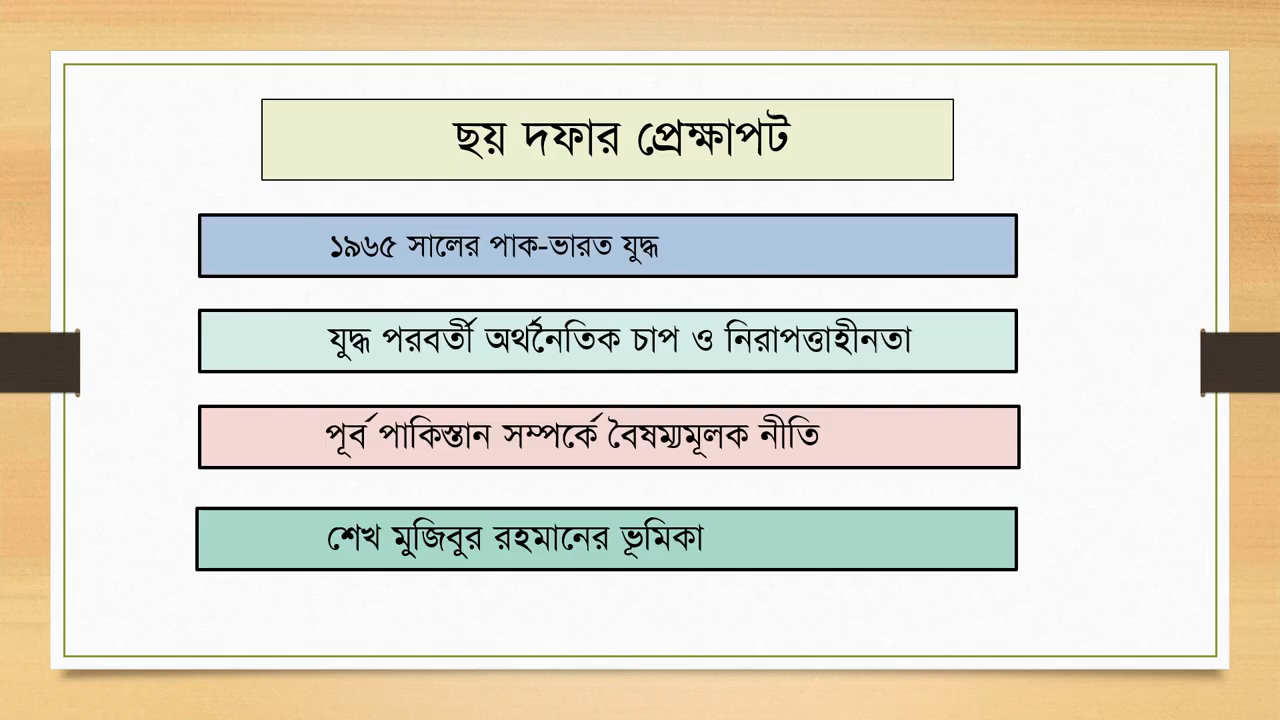 ছয় দফার প্রেক্ষাপট
১৯৬৫ সালের পাক-ভারত যুদ্ধ
যুদ্ধ পরবর্তী অর্থনৈতিক চাপ ও নিরাপত্তাহীনতা
পূর্ব পাকিস্তান সম্পর্কে বৈষম্যমূলক নীতি
শেখ মুজিবুর রহমানের ভূমিকা